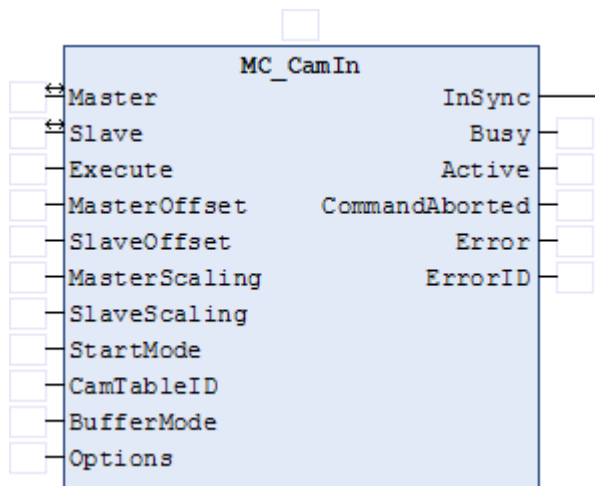 MC_CamIn
Master InSync
Slave Busy
Execute Active
MasterOffset CommandAborted
SlaveOffset Error
MasterScaling ErrorID
SlaveScaling
StartMode
CamTableID
BufferMode
Options